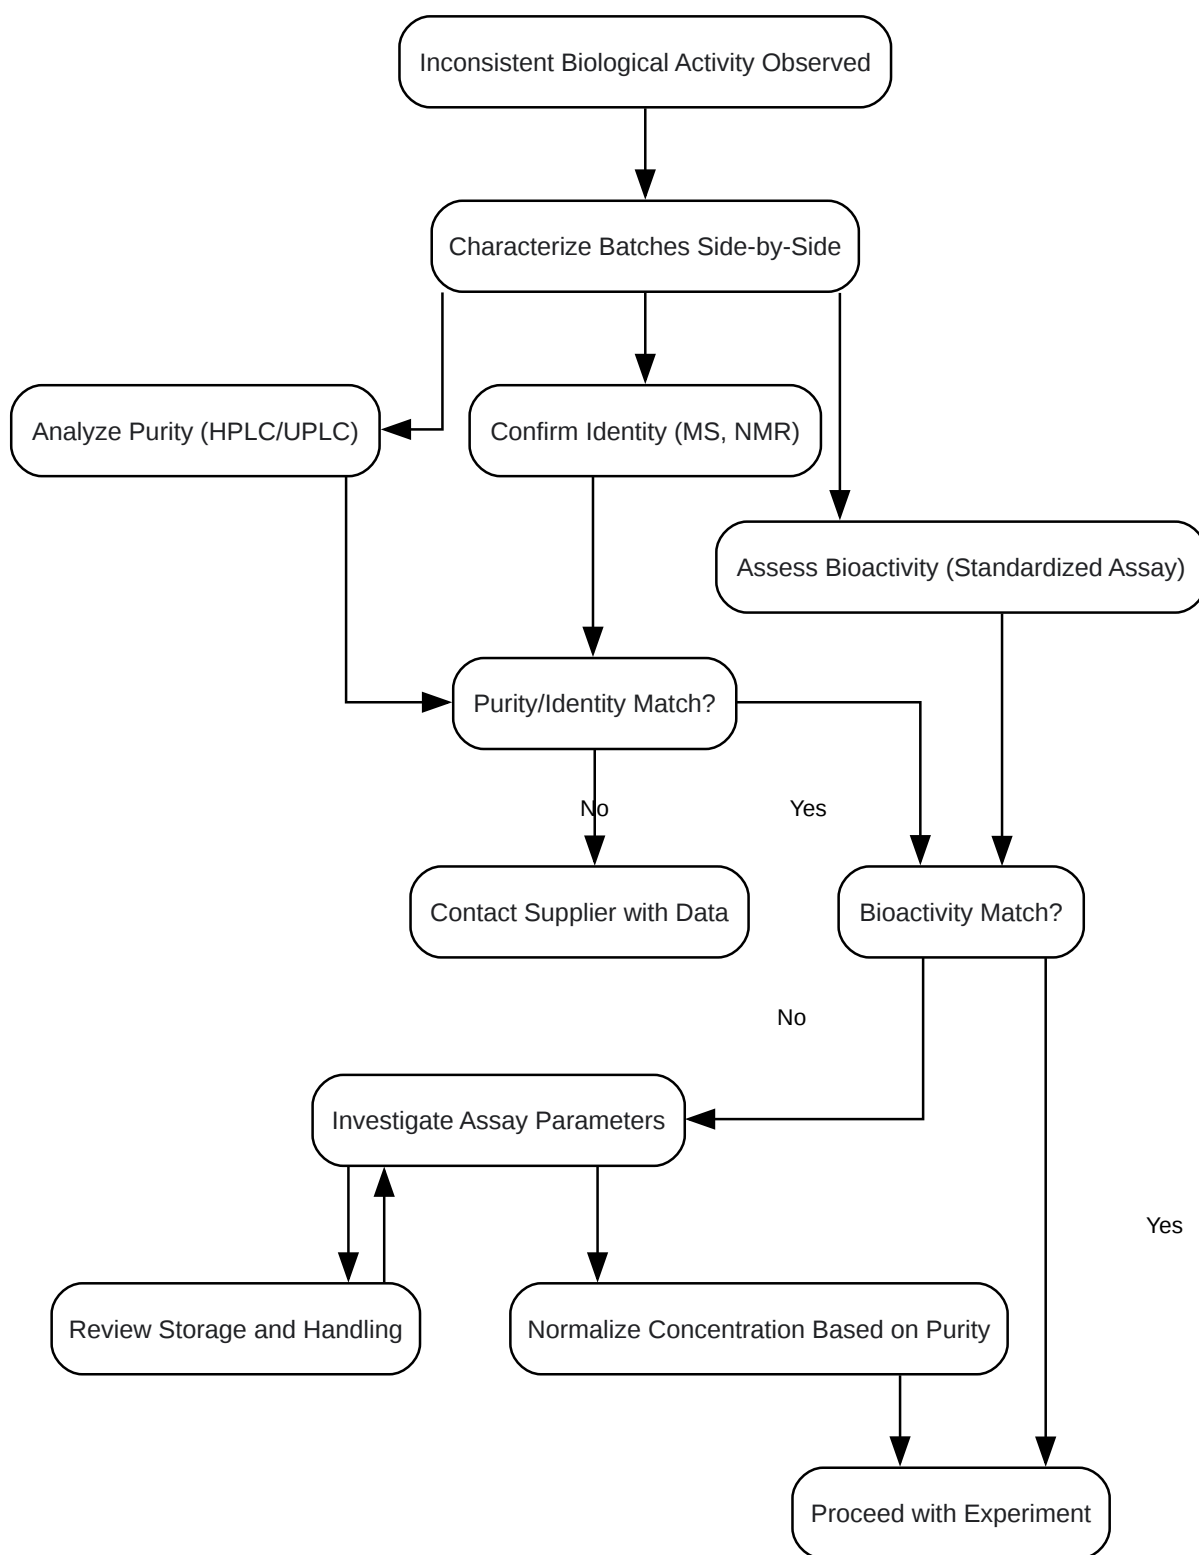 Inconsistent Biological Activity Observed
Characterize Batches Side-by-Side
Analyze Purity (HPLC/UPLC)
Confirm Identity (MS, NMR)
Assess Bioactivity (Standardized Assay)
Purity/Identity Match?
No
Yes
Contact Supplier with Data
Bioactivity Match?
No
Investigate Assay Parameters
Yes
Review Storage and Handling
Normalize Concentration Based on Purity
Proceed with Experiment